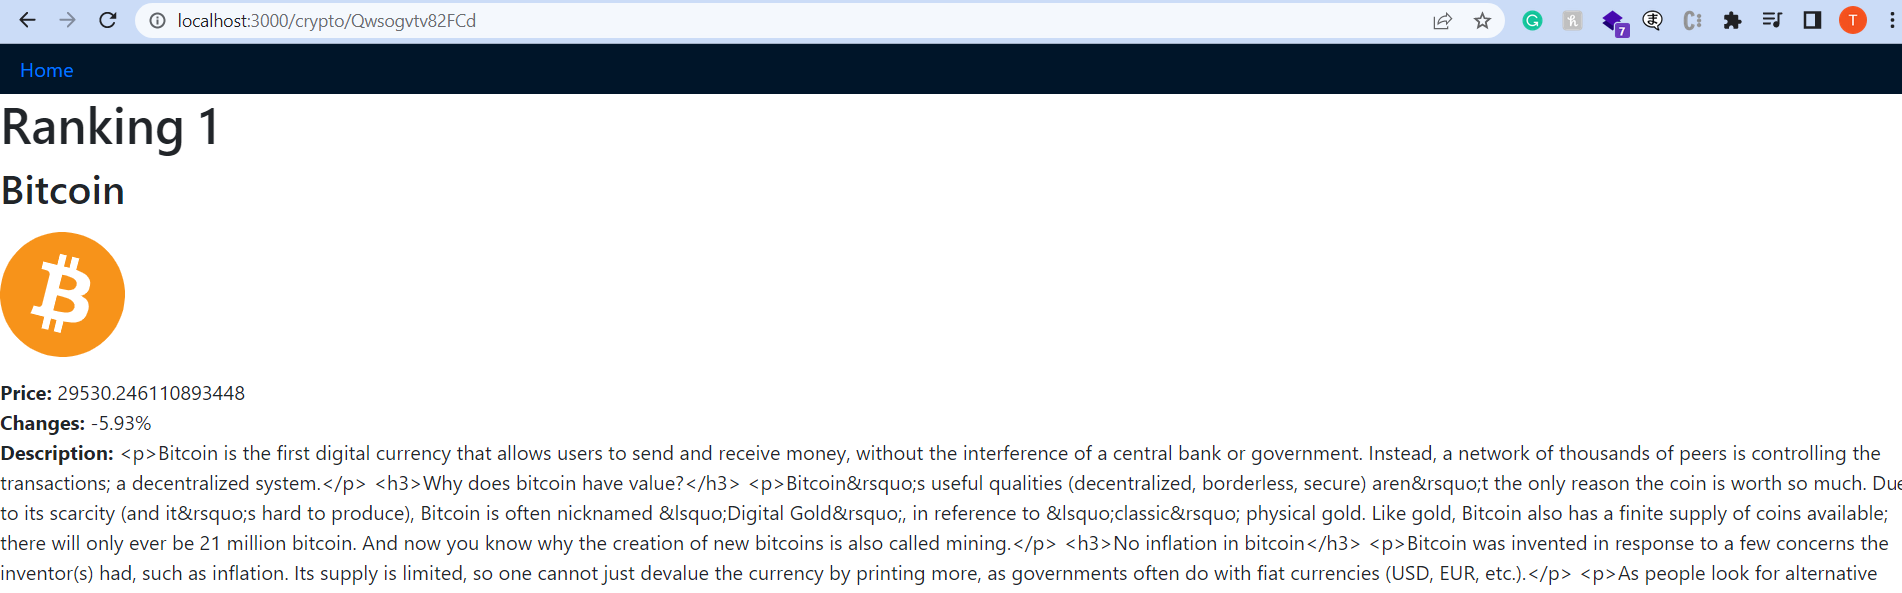 localhost:3000/crypto/Qwsogvtv82FCd
7
T
Home
Ranking 1
Bitcoin
Price: 29530.246110893448
Changes: -5.93%
Description: <p>Bitcoin is the first digital currency that allows users to send and receive money, without the interference of a central bank or government. Instead, a network of thousands of peers is controlling the
transactions; a decentralized system.</p> <h3>Why does bitcoin have value?</h3> <p>Bitcoin&rsquo;s useful qualities (decentralized, borderless, secure) aren&rsquo;t the only reason the coin is worth so much. Due
to its scarcity (and it&rsquo;s hard to produce), Bitcoin is often nicknamed &lsquo;Digital Gold&rsquo;, in reference to &lsquo;classic&rsquo; physical gold. Like gold, Bitcoin also has a finite supply of coins available;
there will only ever be 21 million bitcoin. And now you know why the creation of new bitcoins is also called mining.</p> <h3>No inflation in bitcoin</h3> <p>Bitcoin was invented in response to a few concerns the
inventor(s) had, such as inflation. Its supply is limited, so one cannot just devalue the currency by printing more, as governments often do with fiat currencies (USD, EUR, etc.).</p> <p>As people look for alternative